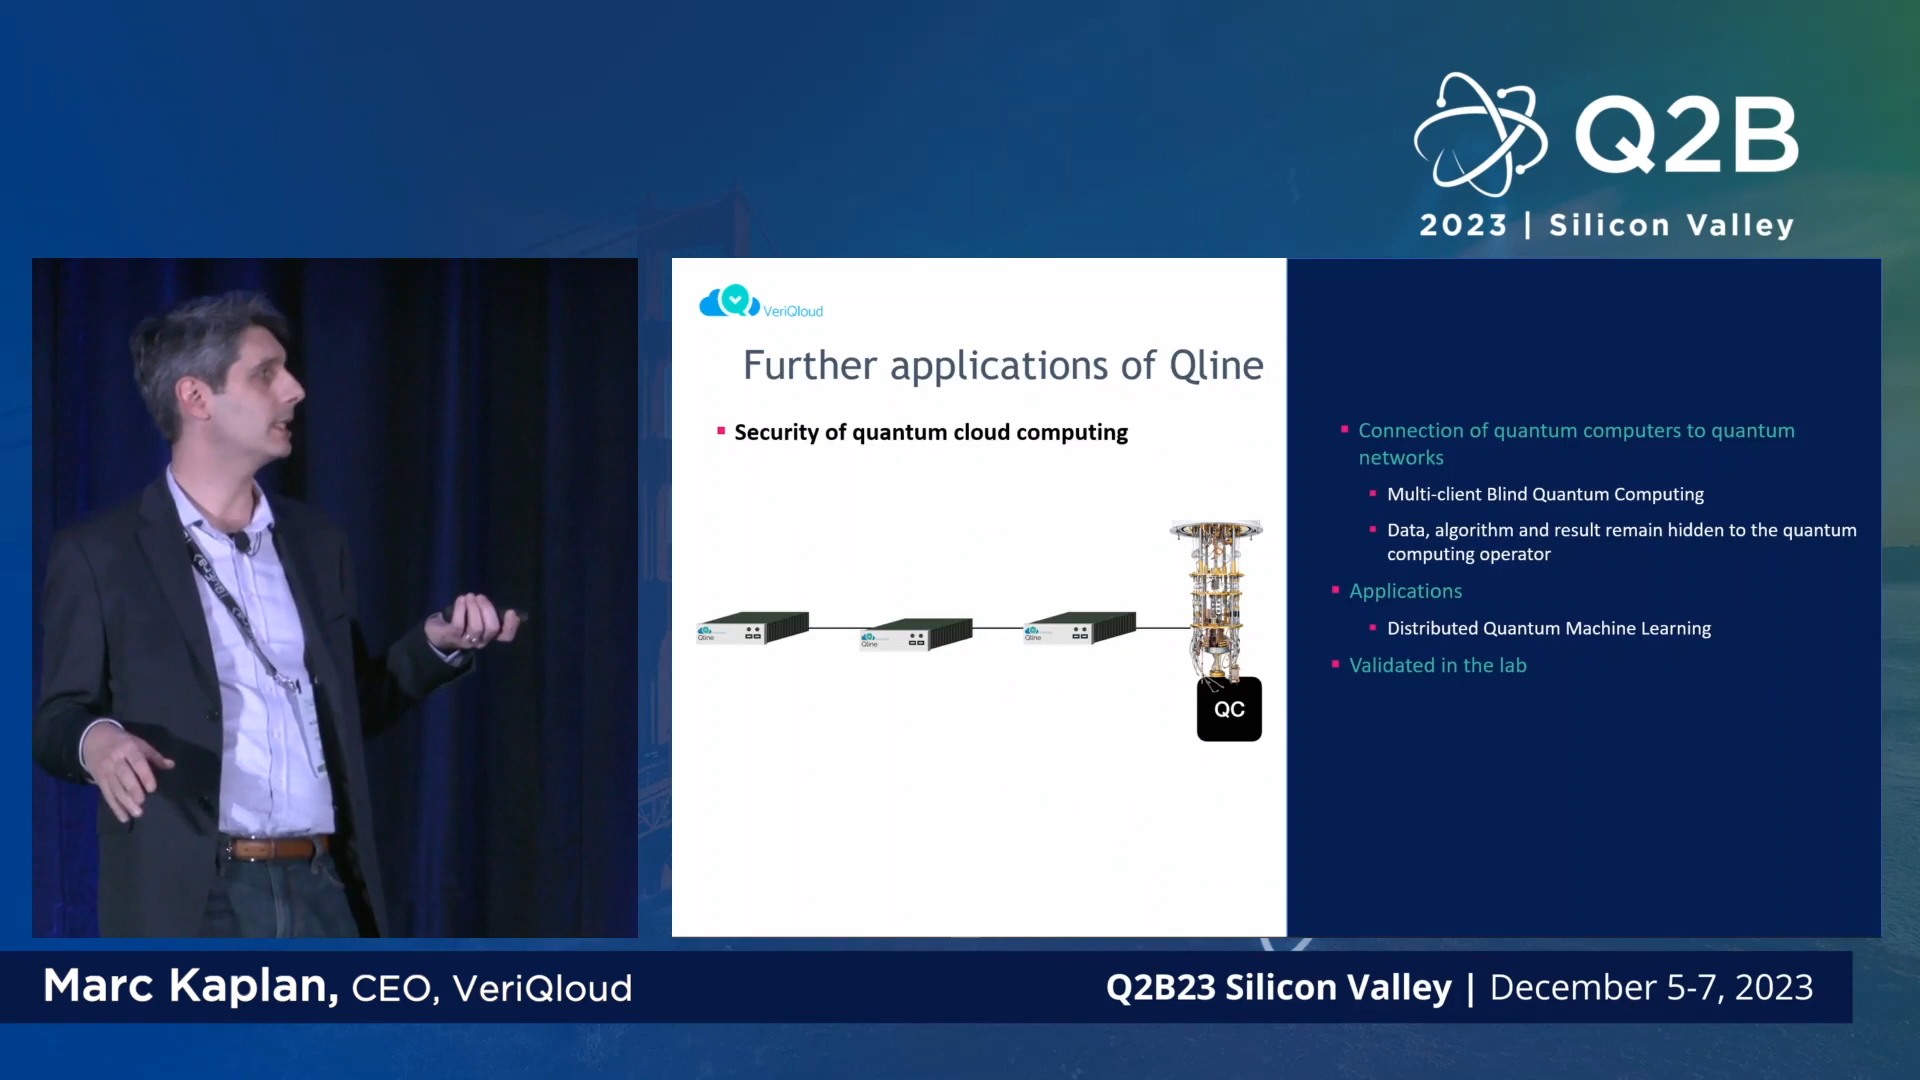 Q2B
2023 | Silicon Valley
VeriQloud
Further applications of Qline
Security of quantum cloud computing
Qline
Qline
Qline
QC
Connection of quantum computers to quantum
networks
Multi-client Blind Quantum Computing
Data, algorithm and result remain hidden to the quantum
computing operator
Applications
Distributed Quantum Machine Learning
Validated in the lab
Marc Kaplan, CEO, VeriQloud
Q2B23 Silicon Valley | December 5-7, 2023